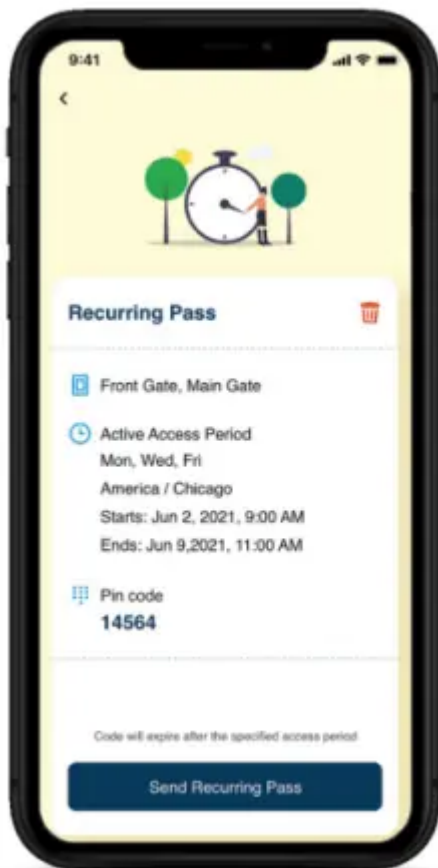 9:41
Recurring Pass
Front Gate, Main Gate
Active Access Period
Mon, Wed, Fri
America / Chicago
Starts: Jun 2, 2021, 9:00 AM
Ends: Jun 9,2021, 11:00 AM
Pin code
14564
Code will expire after the specified access period
Send Recurring Pass